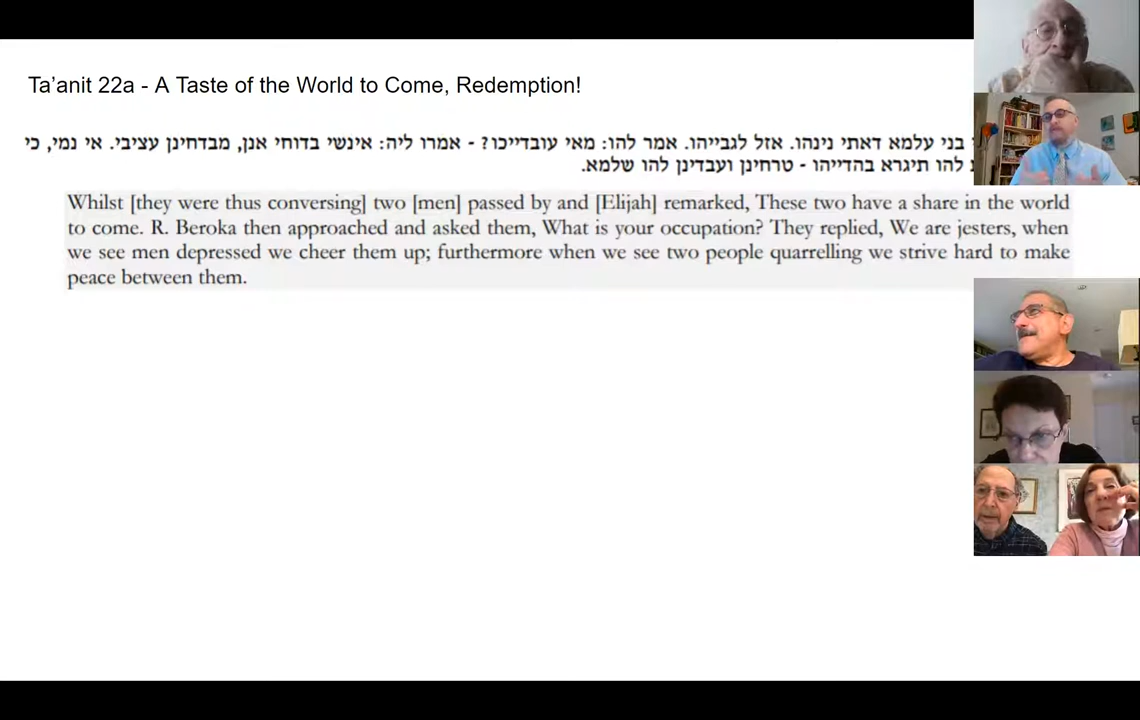 Ta’anit 22a - A Taste of the World to Come, Redemption!
בני עלמא דאתי נינהו. אזל לגבייהו. אמר להו: מאי עובדייכו? - אמרו ליה: אינשי בדוחי אנן, מבדחינן עציבי. אי נמי, כי
להו תיגרא בהדייהו - טרחינן ועבדינן להו שלמא.
Whilst [they were thus conversing] two [men] passed by and [Elijah] remarked, These two have a share in the world
to come. R. Beroka then approached and asked them, What is your occupation? They replied, We are jesters, when
we see men depressed we cheer them up; furthermore when we see two people quarrelling we strive hard to make
peace between them.